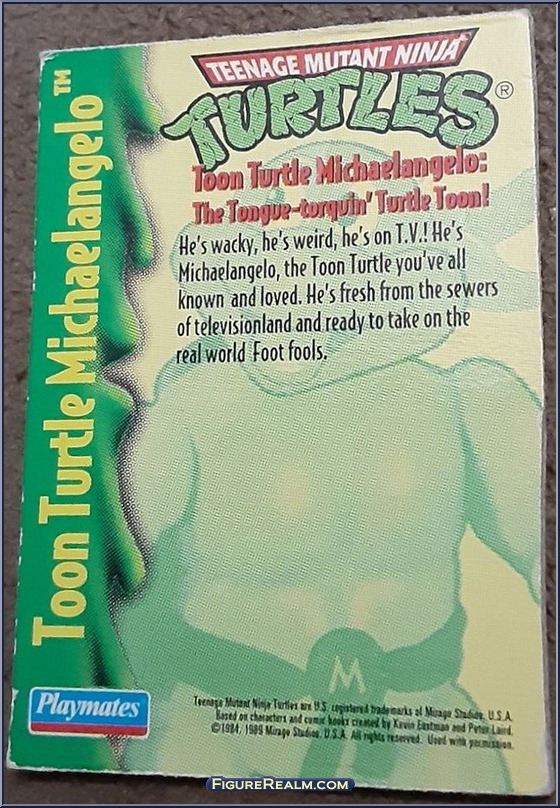 Toon Turtle Michaelangelo™
TEENAGE MUTANT NINJA
TURTLES®
Toon Turtle Michaelangelo:
The Tongue-torquin' Turtle Toon!
He's wacky, he's weird, he's on T.V.! He's
Michaelangelo, the Toon Turtle you've all
known and loved. He's fresh from the sewers
of televisionland and ready to take on the
real world Foot fools.
M
Playmates
Teenage Mutant Ninja Turtles are U.S. registered trademarks of Mirage Studios, U.S.A.
Based on characters and comic books created by Kevin Eastman and Peter Laird.
©1984, 1989 Mirage Studios, U.S.A. All rights reserved. Used with permission.
FIGUREREALM.COM